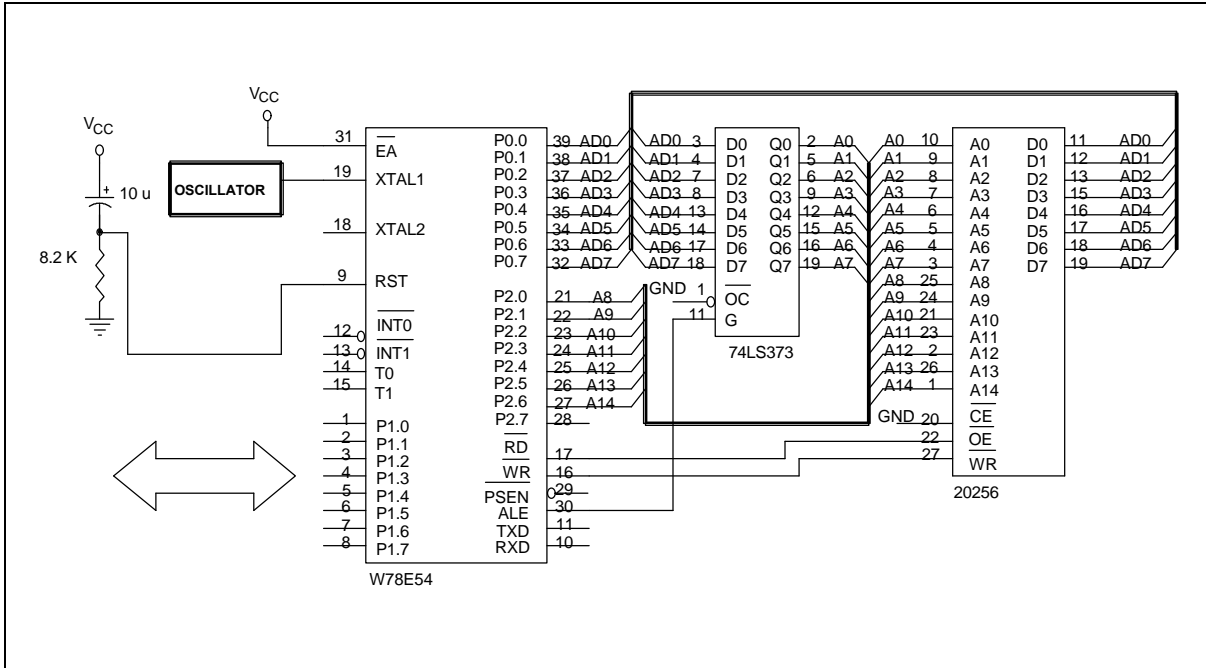 VCC
VCC
10 u
8.2 K
OSCILLATOR
31 EA
19 XTAL1
18 XTAL2
9 RST
12 INT0
13 INT1
14 T0
15 T1
1 P1.0
2 P1.1
3 P1.2
4 P1.3
5 P1.4
6 P1.5
7 P1.6
8 P1.7
P0.0 39 AD0
P0.1 38 AD1
P0.2 37 AD2
P0.3 36 AD3
P0.4 35 AD4
P0.5 34 AD5
P0.6 33 AD6
P0.7 32 AD7
P2.0 21 A8
P2.1 22 A9
P2.2 23 A10
P2.3 24 A11
P2.4 25 A12
P2.5 26 A13
P2.6 27 A14
P2.7 28
RD 17
WR 16
PSEN 29
ALE 30
TXD 11
RXD 10
W78E54
AD0 3 D0 Q0 2 A0
AD1 4 D1 Q1 5 A1
AD2 7 D2 Q2 6 A2
AD3 8 D3 Q3 9 A3
AD4 13 D4 Q4 12 A4
AD5 14 D5 Q5 15 A5
AD6 17 D6 Q6 16 A6
AD7 18 D7 Q7 19 A7
GND 1 OC
11 G
74LS373
A0 10 A0 D0 11 AD0
A1 9 A1 D1 12 AD1
A2 8 A2 D2 13 AD2
A3 7 A3 D3 15 AD3
A4 6 A4 D4 16 AD4
A5 5 A5 D5 17 AD5
A6 4 A6 D6 18 AD6
A7 3 A7 D7 19 AD7
A8 25 A8
A9 24 A9
A10 21 A10
A11 23 A11
A12 2 A12
A13 26 A13
A14 1 A14
GND 20 CE
22 OE
27 WR
20256